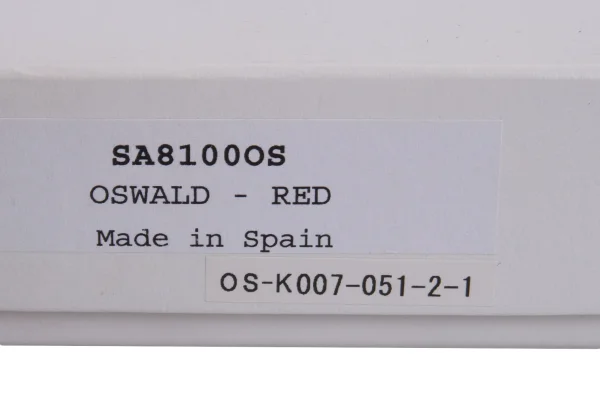 SA8100OS
OSWALD - RED
Made in Spain
OS-K007-051-2-1